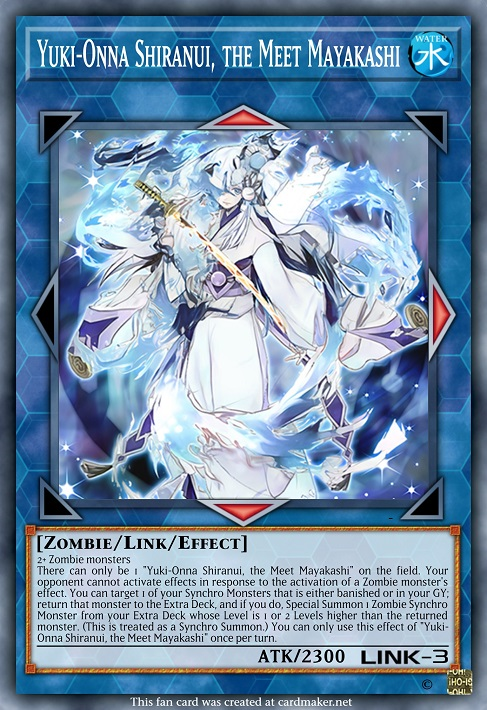 Yuki-Onna Shiranui, the Meet Mayakashi
WATER
水
[Zombie/Link/Effect]
2+ Zombie monsters
There can only be 1 "Yuki-Onna Shiranui, the Meet Mayakashi" on the field. Your
opponent cannot activate effects in response to the activation of a Zombie monster's
effect. You can target 1 of your Synchro Monsters that is either banished or in your GY;
return that monster to the Extra Deck, and if you do, Special Summon 1 Zombie Synchro
Monster from your Extra Deck whose Level is 1 or 2 Levels higher than the returned
monster. (This is treated as a Synchro Summon.) You can only use this effect of "Yuki-
Onna Shiranui, the Meet Mayakashi" once per turn.
ATK/2300 LINK-3
©
This fan card was created at cardmaker.net